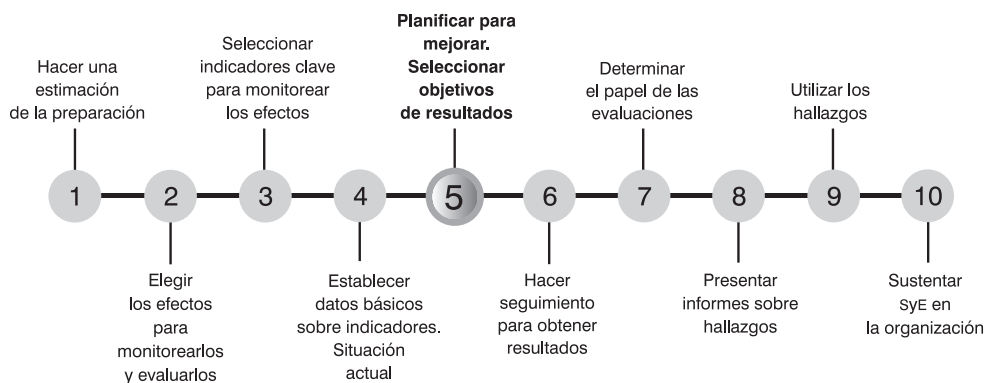 Hacer una
estimación
de la preparación
Seleccionar
indicadores clave
para monitorear
los efectos
Planificar para
mejorar.
Seleccionar
objetivos
de resultados
Determinar
el papel de las
evaluaciones
Utilizar los
hallazgos
1 2 3 4 5 6 7 8 9 10
Elegir
los efectos
para
monitorearlos
y evaluarlos
Establecer
datos básicos
sobre indicadores.
Situación
actual
Hacer
seguimiento
para obtener
resultados
Presentar
informes sobre
hallazgos
Sustentar
SyE en
la organización